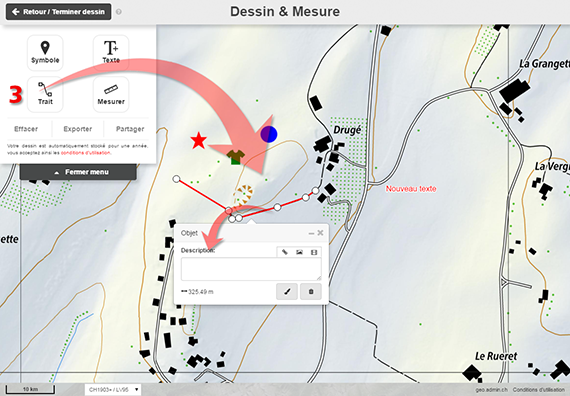 Retour / Terminer dessin
Dessin & Mesure
Symbole
Texte
3
Trait
Mesurer
Effacer
Exporter
Partager
Votre dessin est automatiquement stocké pour une année,
vous acceptez ainsi les conditions d'utilisation.
Fermer menu
La Grangett
Drugé
La Vergi
Nouveau texte
ette
Objet
Description:
325.49 m
Le Rueret
10 km
CH1903+ / LV95
geo.admin.ch Conditions d'utilisation